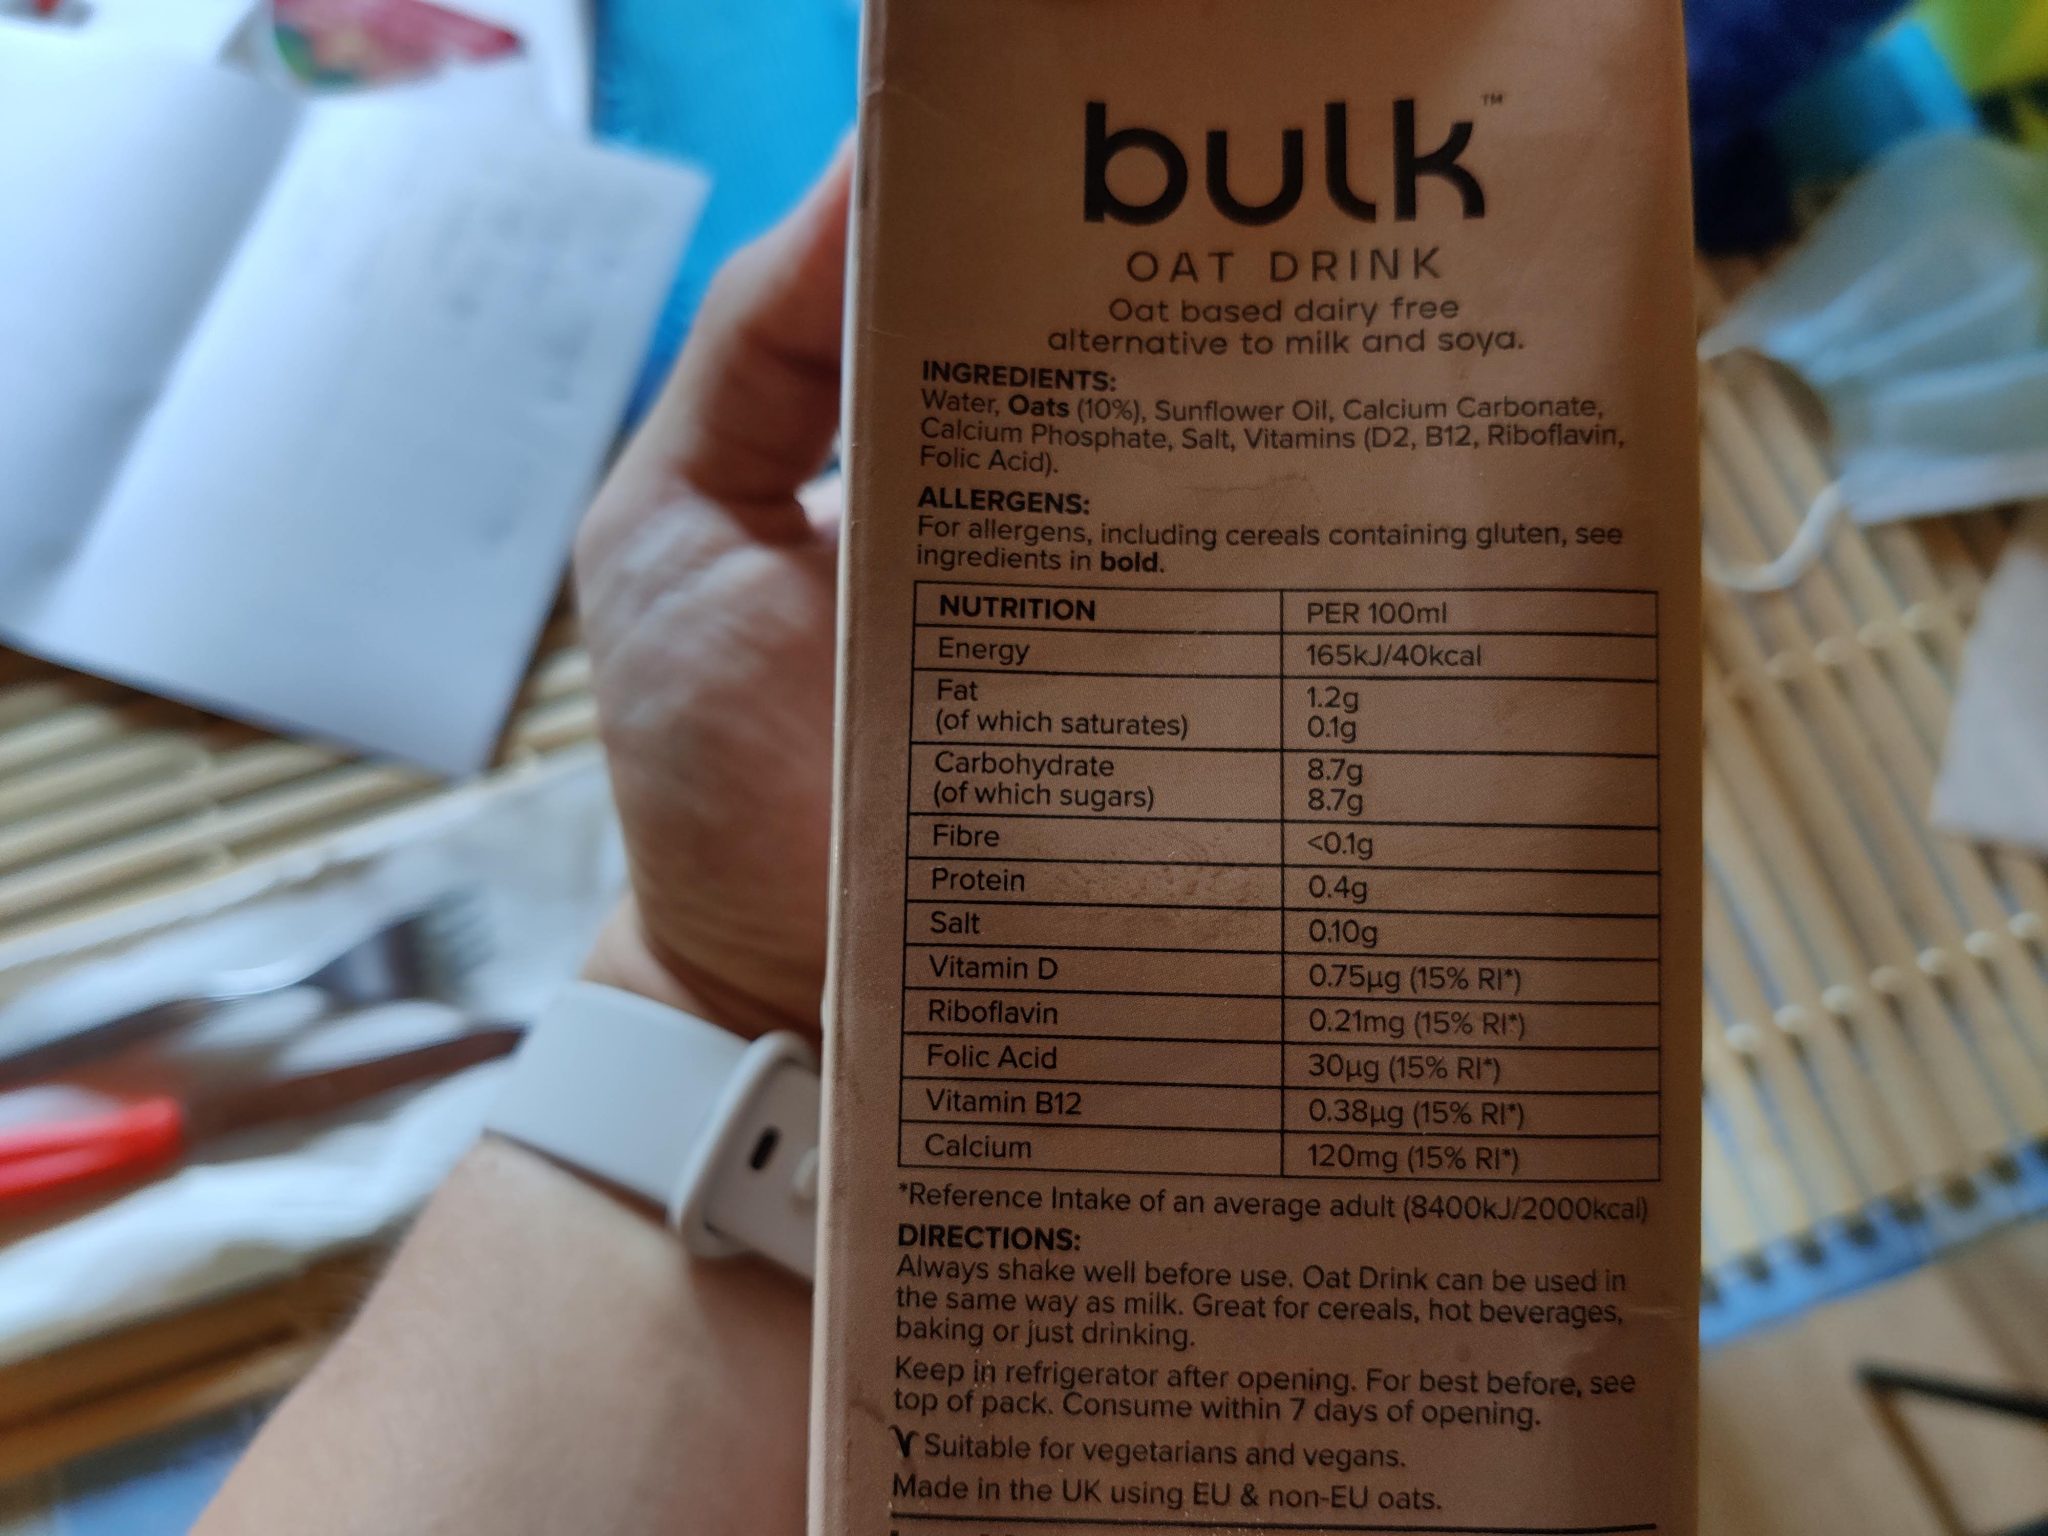 bulk™
OAT DRINK
Oat based dairy free
alternative to milk and soya.
INGREDIENTS:
Water, Oats (10%), Sunflower Oil, Calcium Carbonate,
Calcium Phosphate, Salt, Vitamins (D2, B12, Riboflavin,
Folic Acid).
ALLERGENS:
For allergens, including cereals containing gluten, see
ingredients in bold.
NUTRITION PER 100ml
Energy 165kJ/40kcal
Fat 1.2g
(of which saturates) 0.1g
Carbohydrate 8.7g
(of which sugars) 8.7g
Fibre <0.1g
Protein 0.4g
Salt 0.10g
Vitamin D 0.75µg (15% RI*)
Riboflavin 0.21mg (15% RI*)
Folic Acid 30µg (15% RI*)
Vitamin B12 0.38µg (15% RI*)
Calcium 120mg (15% RI*)
*Reference Intake of an average adult (8400kJ/2000kcal)
DIRECTIONS:
Always shake well before use. Oat Drink can be used in
the same way as milk. Great for cereals, hot beverages,
baking or just drinking.
Keep in refrigerator after opening. For best before, see
top of pack. Consume within 7 days of opening.
Suitable for vegetarians and vegans.
Made in the UK using EU & non-EU oats.